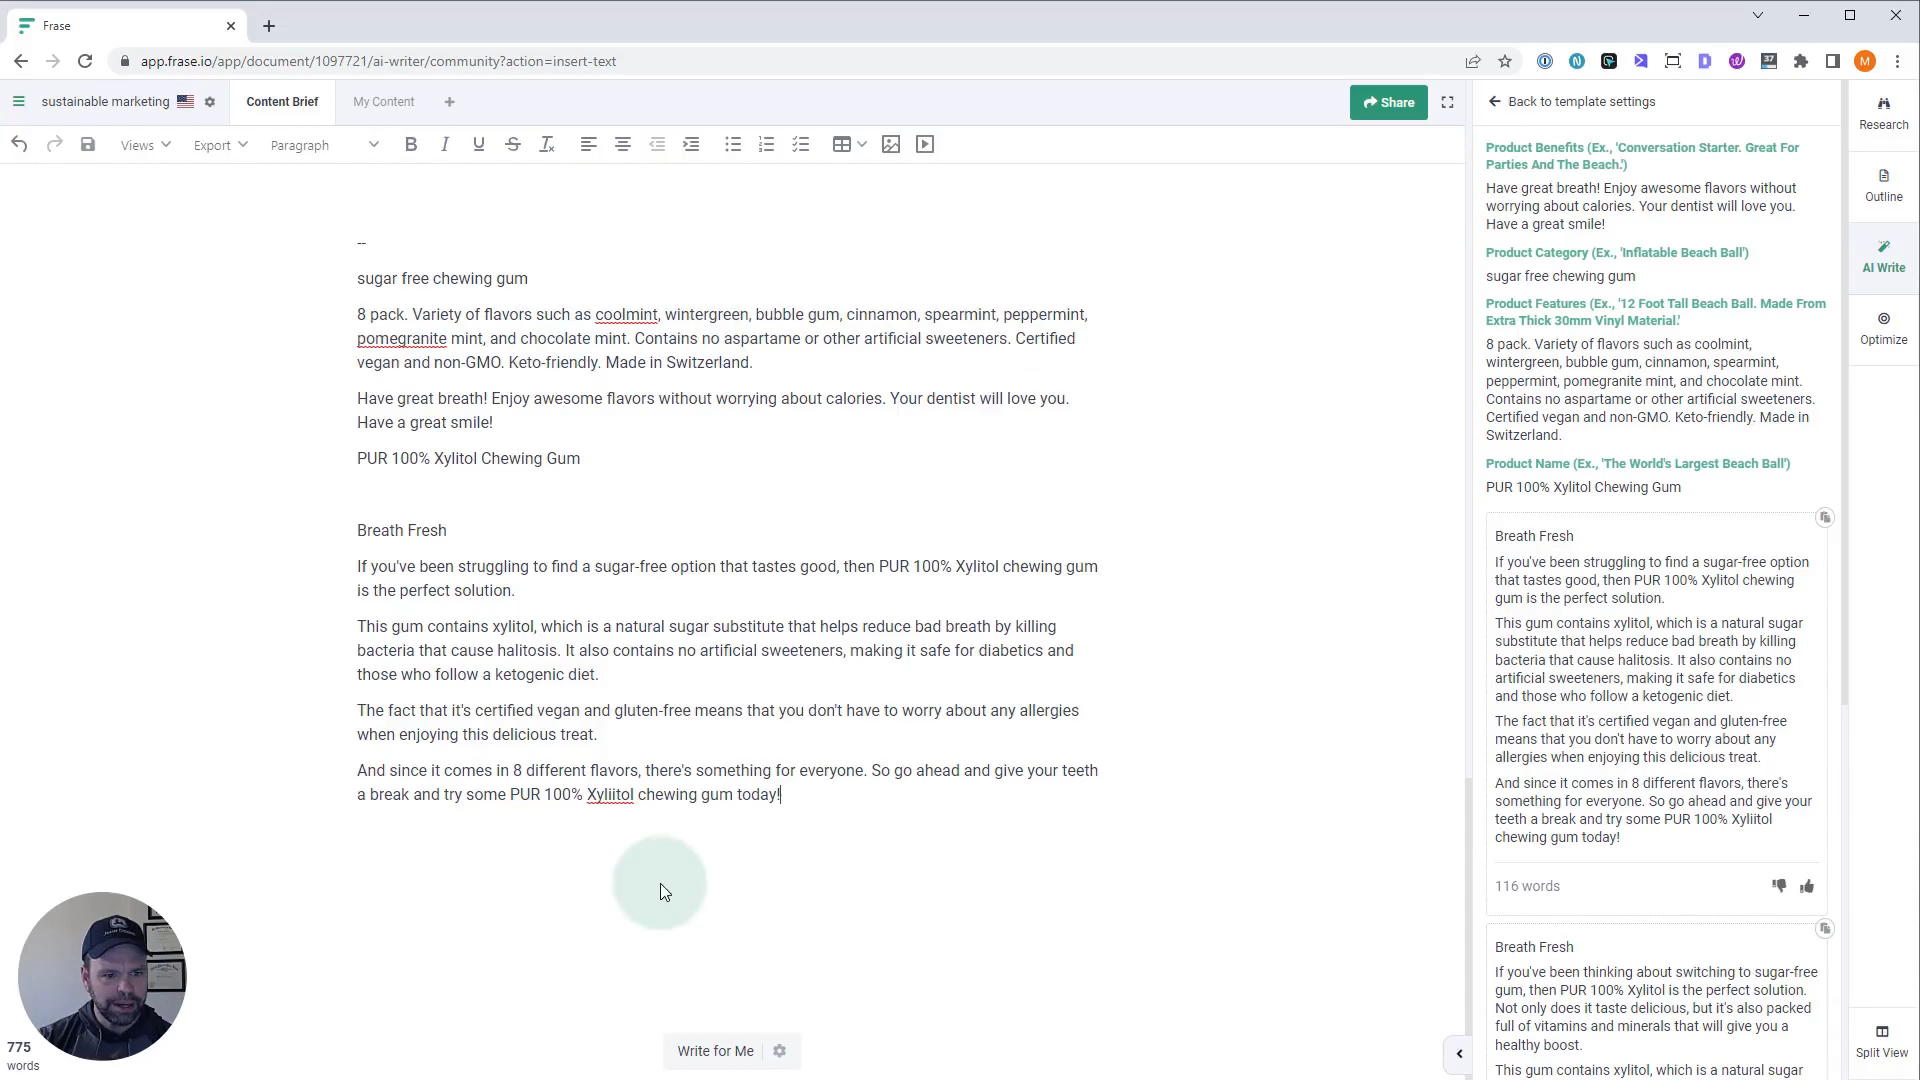 Frase
app.frase.io/app/document/1097721/ai-writer/community?action=insert-text
37
M
sustainable marketing
Content Brief
My Content
Share
Back to template settings
Research
Views
Export
Paragraph
Product Benefits (Ex., 'Conversation Starter. Great For
Parties And The Beach.')
Have great breath! Enjoy awesome flavors without
worrying about calories. Your dentist will love you.
Have a great smile!
Product Category (Ex., 'Inflatable Beach Ball')
sugar free chewing gum
Product Features (Ex., '12 Foot Tall Beach Ball. Made From
Extra Thick 30mm Vinyl Material.'
8 pack. Variety of flavors such as coolmint,
wintergreen, bubble gum, cinnamon, spearmint,
peppermint, pomegranite mint, and chocolate mint.
Contains no aspartame or other artificial sweeteners.
Certified vegan and non-GMO. Keto-friendly. Made in
Switzerland.
Product Name (Ex., 'The World's Largest Beach Ball')
PUR 100% Xylitol Chewing Gum
Breath Fresh
If you've been struggling to find a sugar-free option
that tastes good, then PUR 100% Xylitol chewing
gum is the perfect solution.
This gum contains xylitol, which is a natural sugar
substitute that helps reduce bad breath by killing
bacteria that cause halitosis. It also contains no
artificial sweeteners, making it safe for diabetics
and those who follow a ketogenic diet.
The fact that it's certified vegan and gluten-free
means that you don't have to worry about any
allergies when enjoying this delicious treat.
And since it comes in 8 different flavors, there's
something for everyone. So go ahead and give your
teeth a break and try some PUR 100% Xyliitol
chewing gum today!
116 words
Breath Fresh
If you've been thinking about switching to sugar-free
gum, then PUR 100% Xylitol is the perfect solution.
Not only does it taste delicious, but it's also packed
full of vitamins and minerals that will give you a
healthy boost.
This gum contains xylitol, which is a natural sugar
Outline
AI Write
Optimize
Split View
--
sugar free chewing gum
8 pack. Variety of flavors such as coolmint, wintergreen, bubble gum, cinnamon, spearmint, peppermint,
pomegranite mint, and chocolate mint. Contains no aspartame or other artificial sweeteners. Certified
vegan and non-GMO. Keto-friendly. Made in Switzerland.
Have great breath! Enjoy awesome flavors without worrying about calories. Your dentist will love you.
Have a great smile!
PUR 100% Xylitol Chewing Gum
Breath Fresh
If you've been struggling to find a sugar-free option that tastes good, then PUR 100% Xylitol chewing gum
is the perfect solution.
This gum contains xylitol, which is a natural sugar substitute that helps reduce bad breath by killing
bacteria that cause halitosis. It also contains no artificial sweeteners, making it safe for diabetics and
those who follow a ketogenic diet.
The fact that it's certified vegan and gluten-free means that you don't have to worry about any allergies
when enjoying this delicious treat.
And since it comes in 8 different flavors, there's something for everyone. So go ahead and give your teeth
a break and try some PUR 100% Xyliitol chewing gum today!
Write for Me
775
words